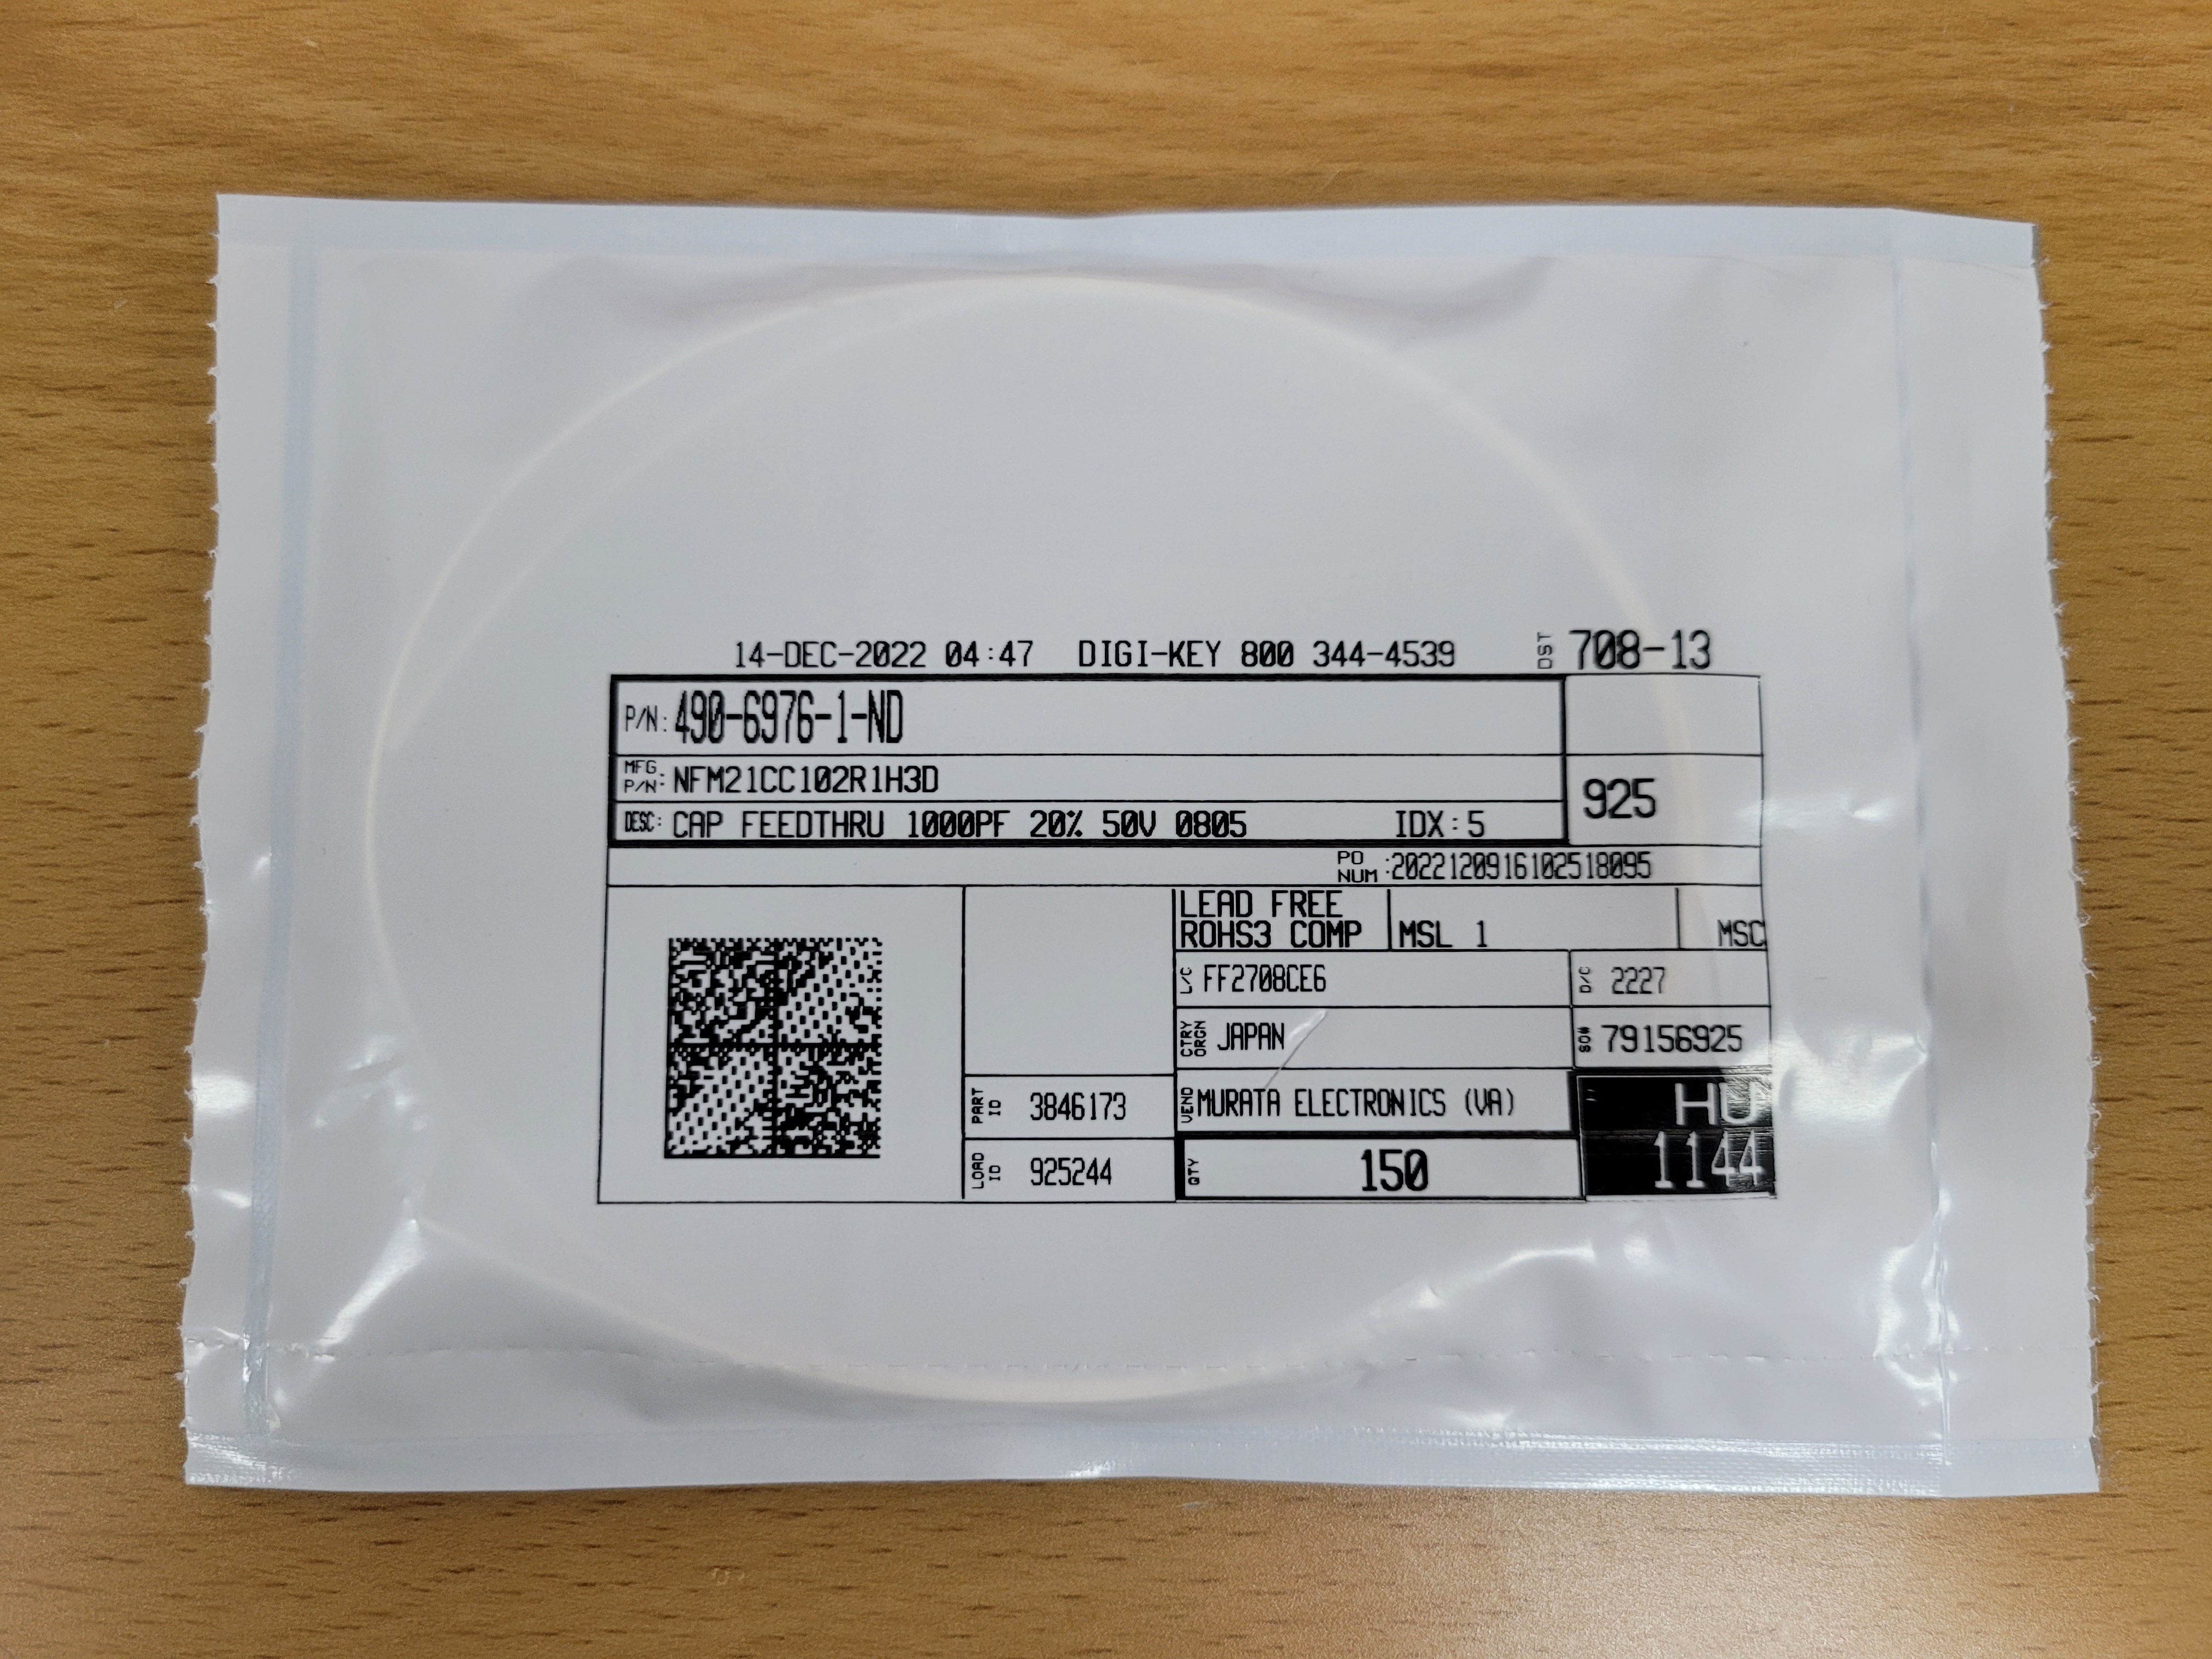 14-DEC-2022 04:47 DIGI-KEY 800 344-4539 DST 708-13
P/N: 490-6976-1-ND
MFG P/N: NFM21CC102R1H3D
925
DESC: CAP FEEDTHRU 1000PF 20% 50V 0805 IDX:5
PO NUM :20221209161025180​95
LEAD FREE
ROHS3 COMP
MSL 1
MSC
L/C FF2708CE6
D/C 2227
CTRY ORGN JAPAN
SO# 79156925
PART ID 3846173
VEND MURATA ELECTRONICS (VA)
HU
1144
LOAD ID 925244
QTY 150